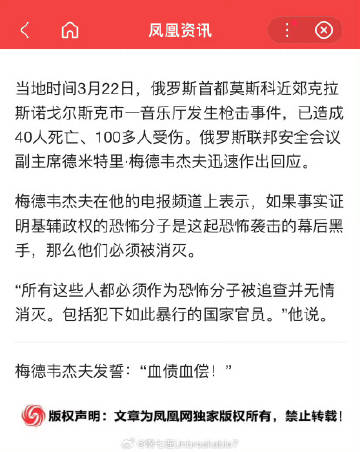 凤凰资讯
当地时间3月22日，俄罗斯首都莫斯科近郊克拉
斯诺戈尔斯克市一音乐厅发生枪击事件，已造成
40人死亡、100多人受伤。俄罗斯联邦安全会议
副主席德米特里·梅德韦杰夫迅速作出回应。
梅德韦杰夫在他的电报频道上表示，如果事实证
明基辅政权的恐怖分子是这起恐怖袭击的幕后黑
手，那么他们必须被消灭。
“所有这些人都必须作为恐怖分子被追查并无情
消灭。包括犯下如此暴行的国家官员。”他说。
梅德韦杰夫发誓：“血债血偿！”
版权声明：文章为凤凰网独家版权所有，禁止转载！